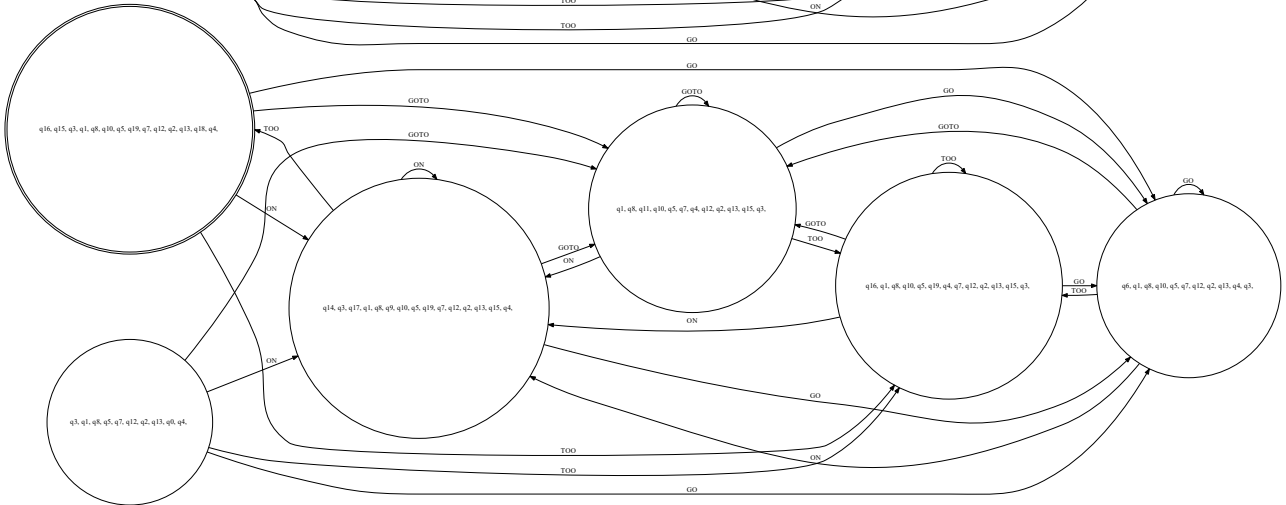 TOO
ON
TOO
GO
GO
GOTO
GO
GOTO
TOO
GOTO
GOTO
ON
TOO
GO
q16, q15, q3, q1, q8, q10, q5, q19, q7, q12, q2, q13, q18, q4,
q1, q8, q11, q10, q5, q7, q4, q12, q2, q13, q15, q3,
ON
GOTO
TOO
GOTO
ON
q16, q1, q8, q10, q5, q19, q4, q7, q12, q2, q13, q15, q3,
GO
TOO
q6, q1, q8, q10, q5, q7, q12, q2, q13, q4, q3,
q14, q3, q17, q1, q8, q9, q10, q5, q19, q7, q12, q2, q13, q15, q4,
ON
ON
GO
q3, q1, q8, q5, q7, q12, q2, q13, q0, q4,
TOO
ON
TOO
GO